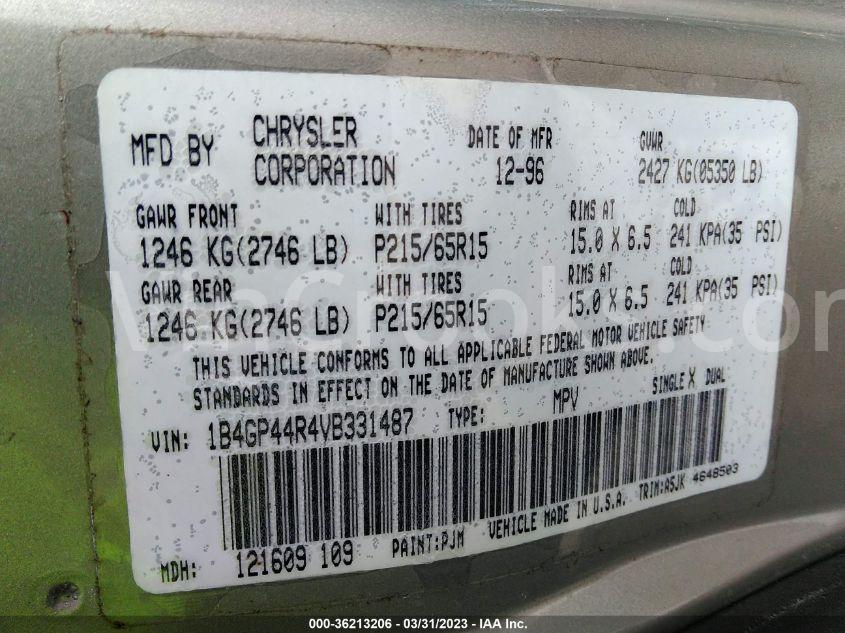 MFD BY CHRYSLER CORPORATION DATE OF MFR 12-96 GVWR 2427 KG(05350 LB)
GAWR FRONT WITH TIRES RIMS AT COLD
1246 KG(2746 LB) P215/65R15 15.0 X 6.5 241 KPA(35 PSI)
GAWR REAR WITH TIRES RIMS AT COLD
1246 KG(2746 LB) P215/65R15 15.0 X 6.5 241 KPA(35 PSI)
THIS VEHICLE CONFORMS TO ALL APPLICABLE FEDERAL MOTOR VEHICLE SAFETY
STANDARDS IN EFFECT ON THE DATE OF MANUFACTURE SHOWN ABOVE.
VIN: 1B4GP44R4VB331487 TYPE: MPV SINGLE X DUAL
MDH: 121609 109 PAINT:PJM VEHICLE MADE IN U.S.A. TRIM:A5JK 4648503
VinCrooks.com
000-36213206 - 03/31/2023 - IAA Inc.